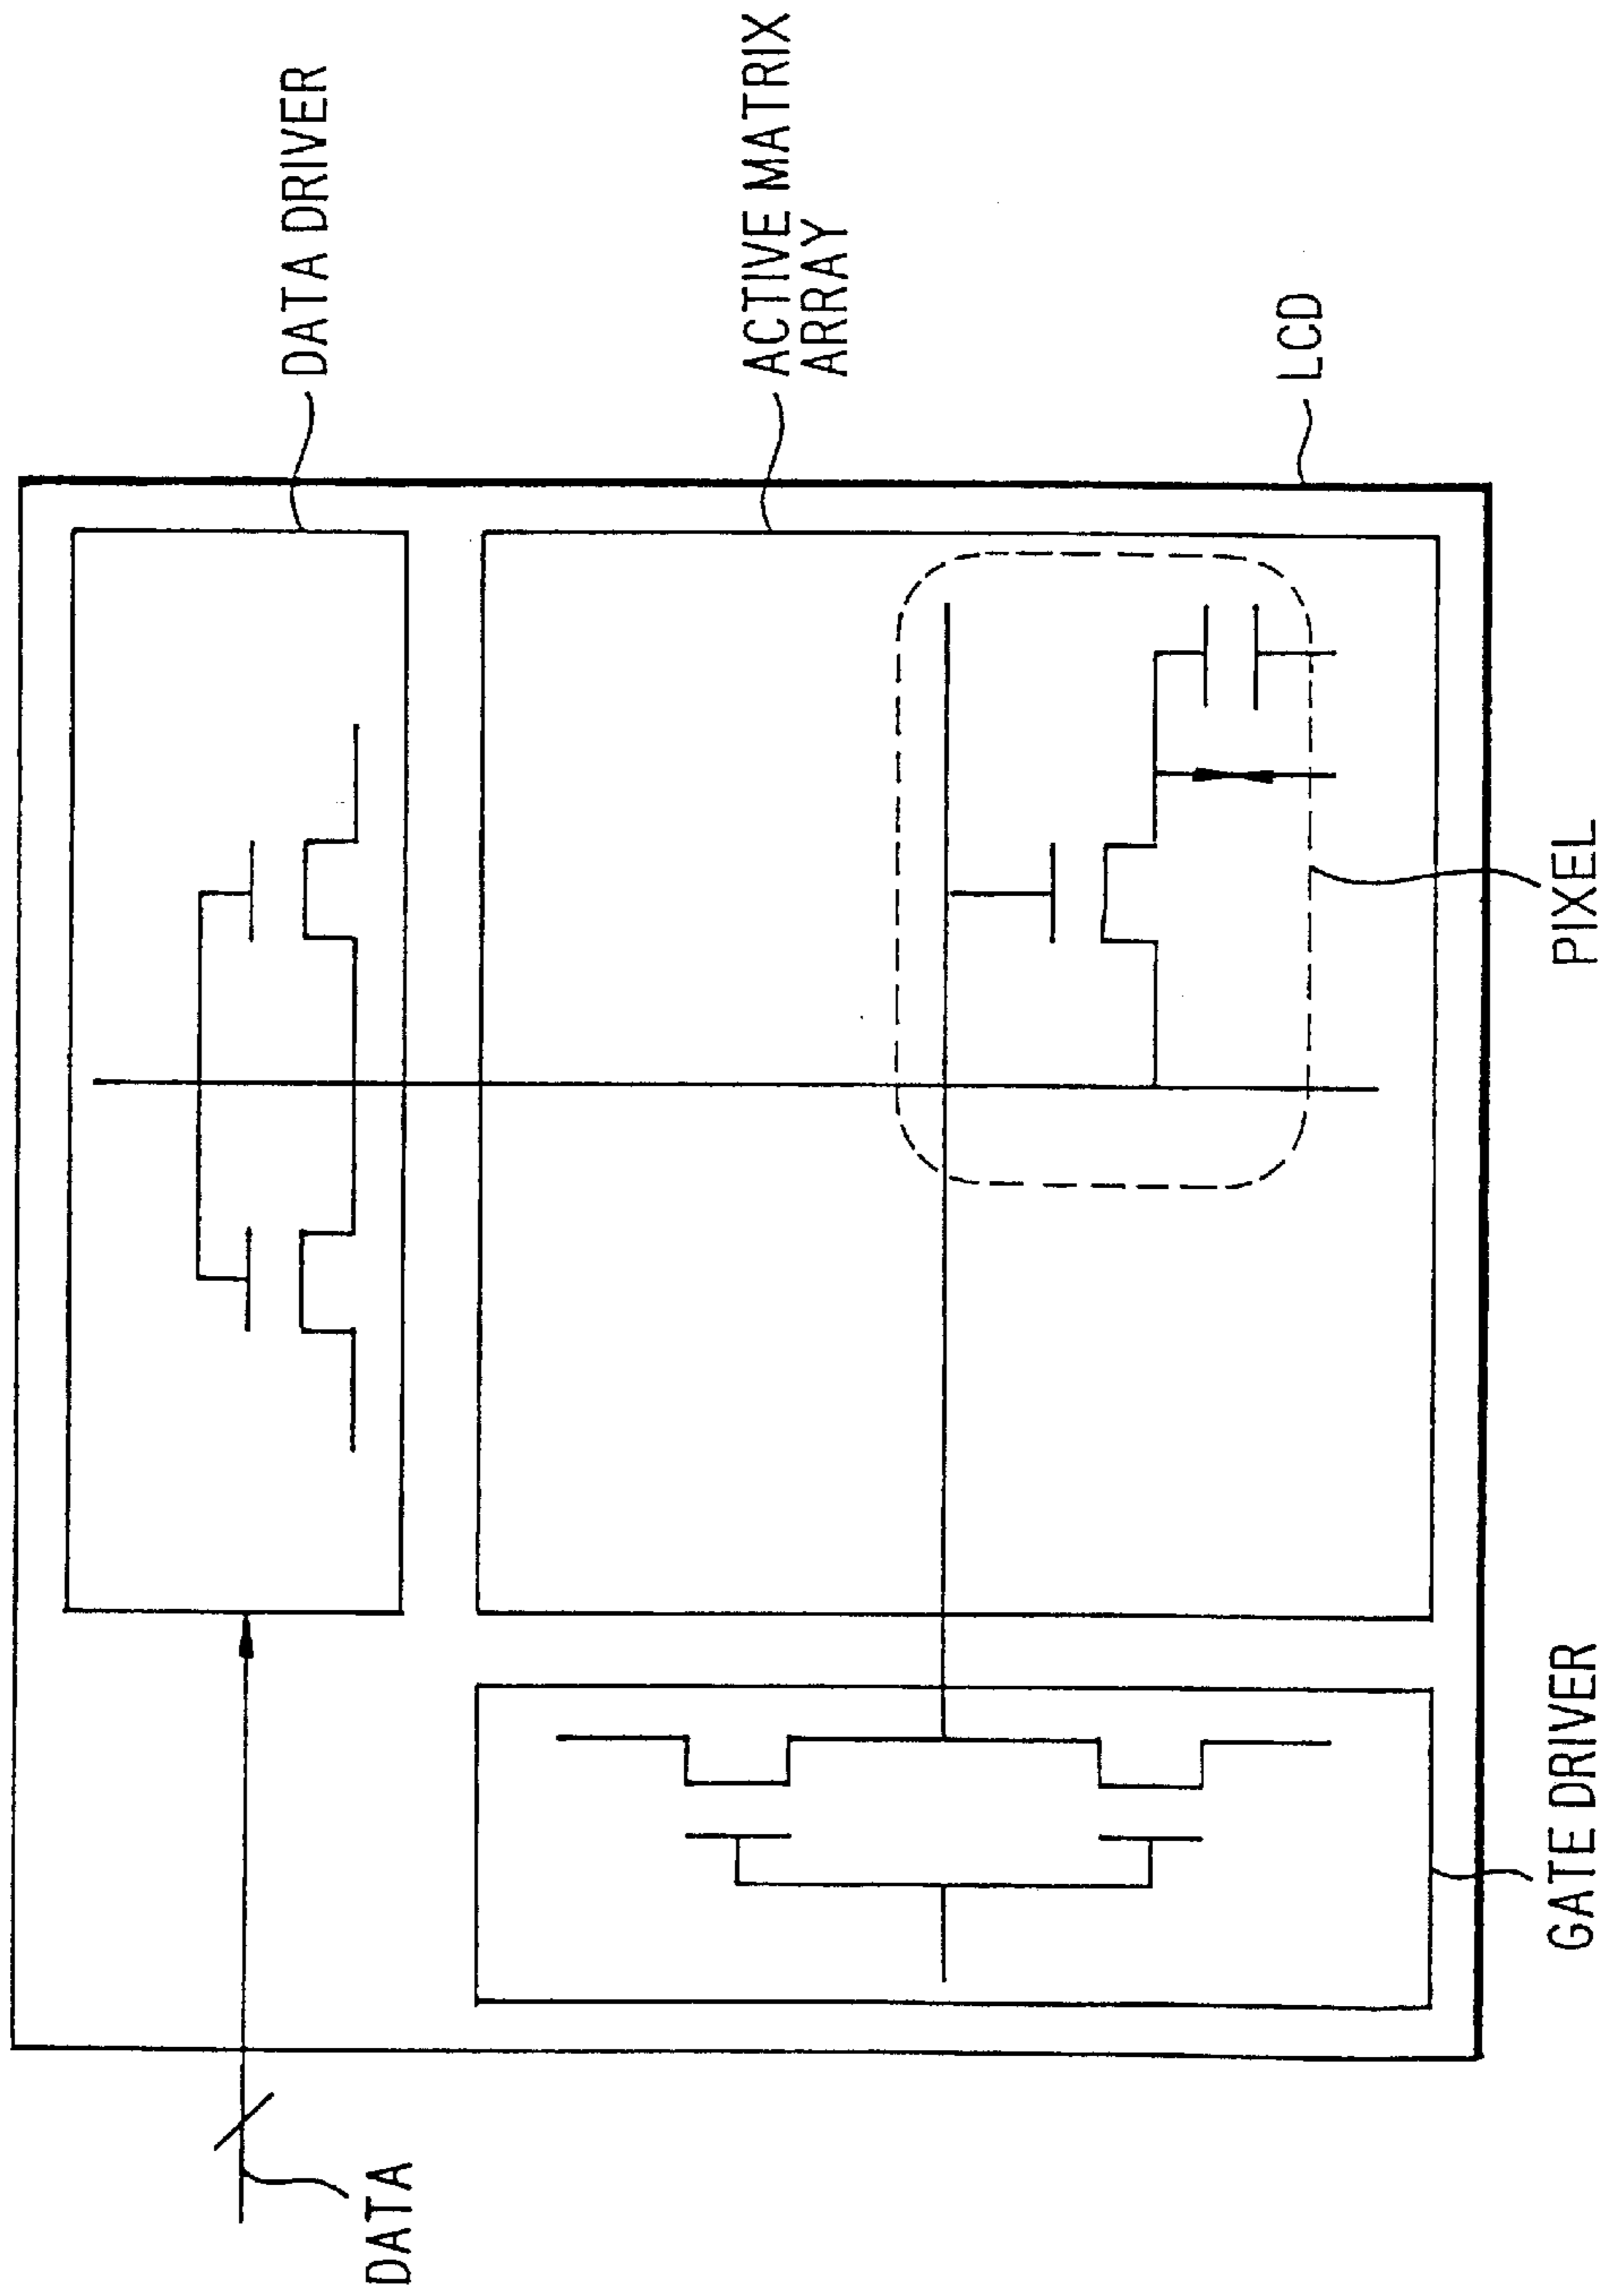 DATA DRIVER
ACTIVE MATRIX
ARRAY
LCD
PIXEL
GATE DRIVER
DATA